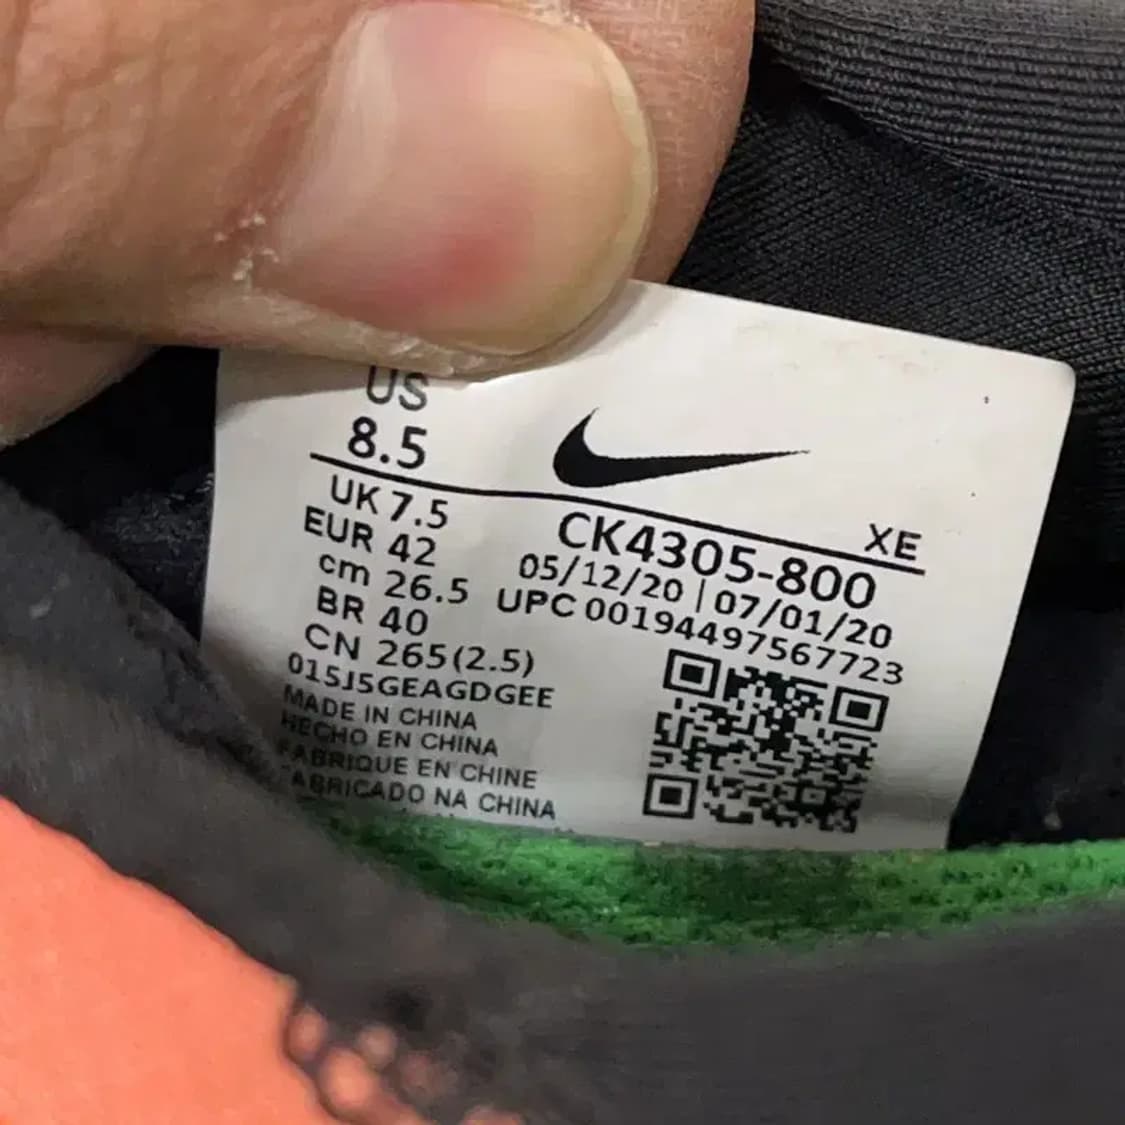 US
8.5
XE
UK 7.5
EUR 42
cm 26.5
BR 40
CN 265(2.5)
015J5GEAGDGEE
MADE IN CHINA
HECHO EN CHINA
FABRIQUE EN CHINE
FABRICADO NA CHINA
CK4305-800
05/12/20 | 07/01/20
UPC 00194497567723